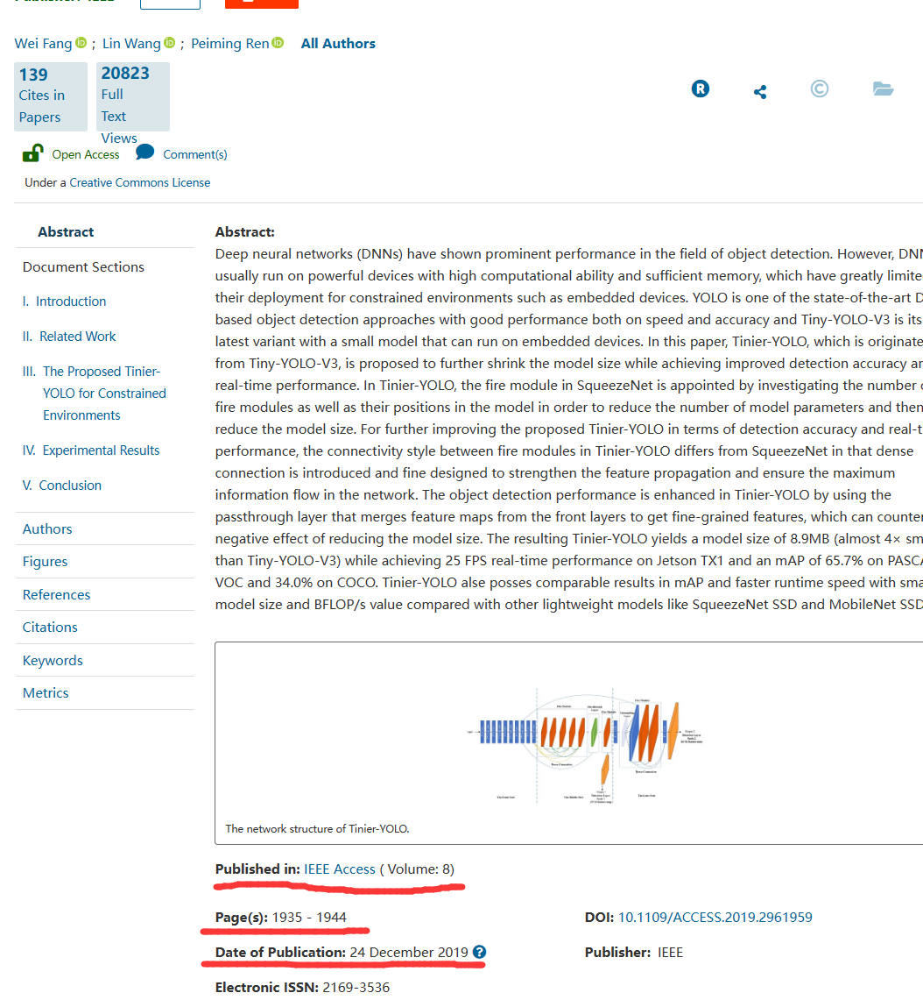 Wei Fang ; Lin Wang ; Peiming Ren All Authors
139
Cites in
Papers
20823
Full
Text
Views
R
©
Open Access Comment(s)
Under a Creative Commons License
Abstract
Document Sections
I. Introduction
II. Related Work
III. The Proposed Tinier-
YOLO for Constrained
Environments
IV. Experimental Results
V. Conclusion
Authors
Figures
References
Citations
Keywords
Metrics
Abstract:
Deep neural networks (DNNs) have shown prominent performance in the field of object detection. However, DNN
usually run on powerful devices with high computational ability and sufficient memory, which have greatly limite
their deployment for constrained environments such as embedded devices. YOLO is one of the state-of-the-art D
based object detection approaches with good performance both on speed and accuracy and Tiny-YOLO-V3 is its
latest variant with a small model that can run on embedded devices. In this paper, Tinier-YOLO, which is originate
from Tiny-YOLO-V3, is proposed to further shrink the model size while achieving improved detection accuracy ar
real-time performance. In Tinier-YOLO, the fire module in SqueezeNet is appointed by investigating the number
fire modules as well as their positions in the model in order to reduce the number of model parameters and then
reduce the model size. For further improving the proposed Tinier-YOLO in terms of detection accuracy and real-t
performance, the connectivity style between fire modules in Tinier-YOLO differs from SqueezeNet in that dense
connection is introduced and fine designed to strengthen the feature propagation and ensure the maximum
information flow in the network. The object detection performance is enhanced in Tinier-YOLO by using the
passthrough layer that merges feature maps from the front layers to get fine-grained features, which can counter
negative effect of reducing the model size. The resulting Tinier-YOLO yields a model size of 8.9MB (almost 4× sm
than Tiny-YOLO-V3) while achieving 25 FPS real-time performance on Jetson TX1 and an mAP of 65.7% on PASCA
VOC and 34.0% on COCO. Tinier-YOLO alse posses comparable results in mAP and faster runtime speed with sma
model size and BFLOP/s value compared with other lightweight models like SqueezeNet SSD and MobileNet SSD
The network structure of Tinier-YOLO.
Published in: IEEE Access ( Volume: 8)
Page(s): 1935 - 1944
DOI: 10.1109/ACCESS.2019.2961959
Date of Publication: 24 December 2019 ?
Publisher: IEEE
Electronic ISSN: 2169-3536